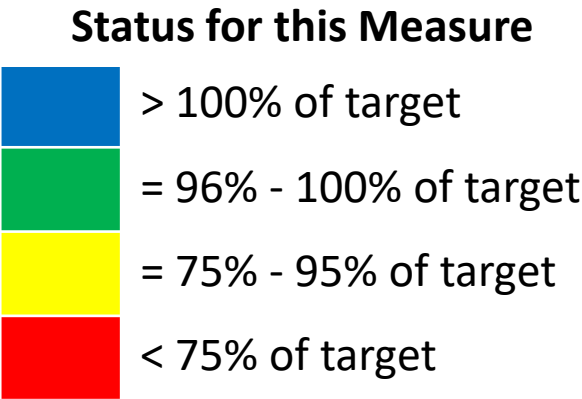 Status for this Measure
> 100% of target
= 96% - 100% of target
= 75% - 95% of target
< 75% of target